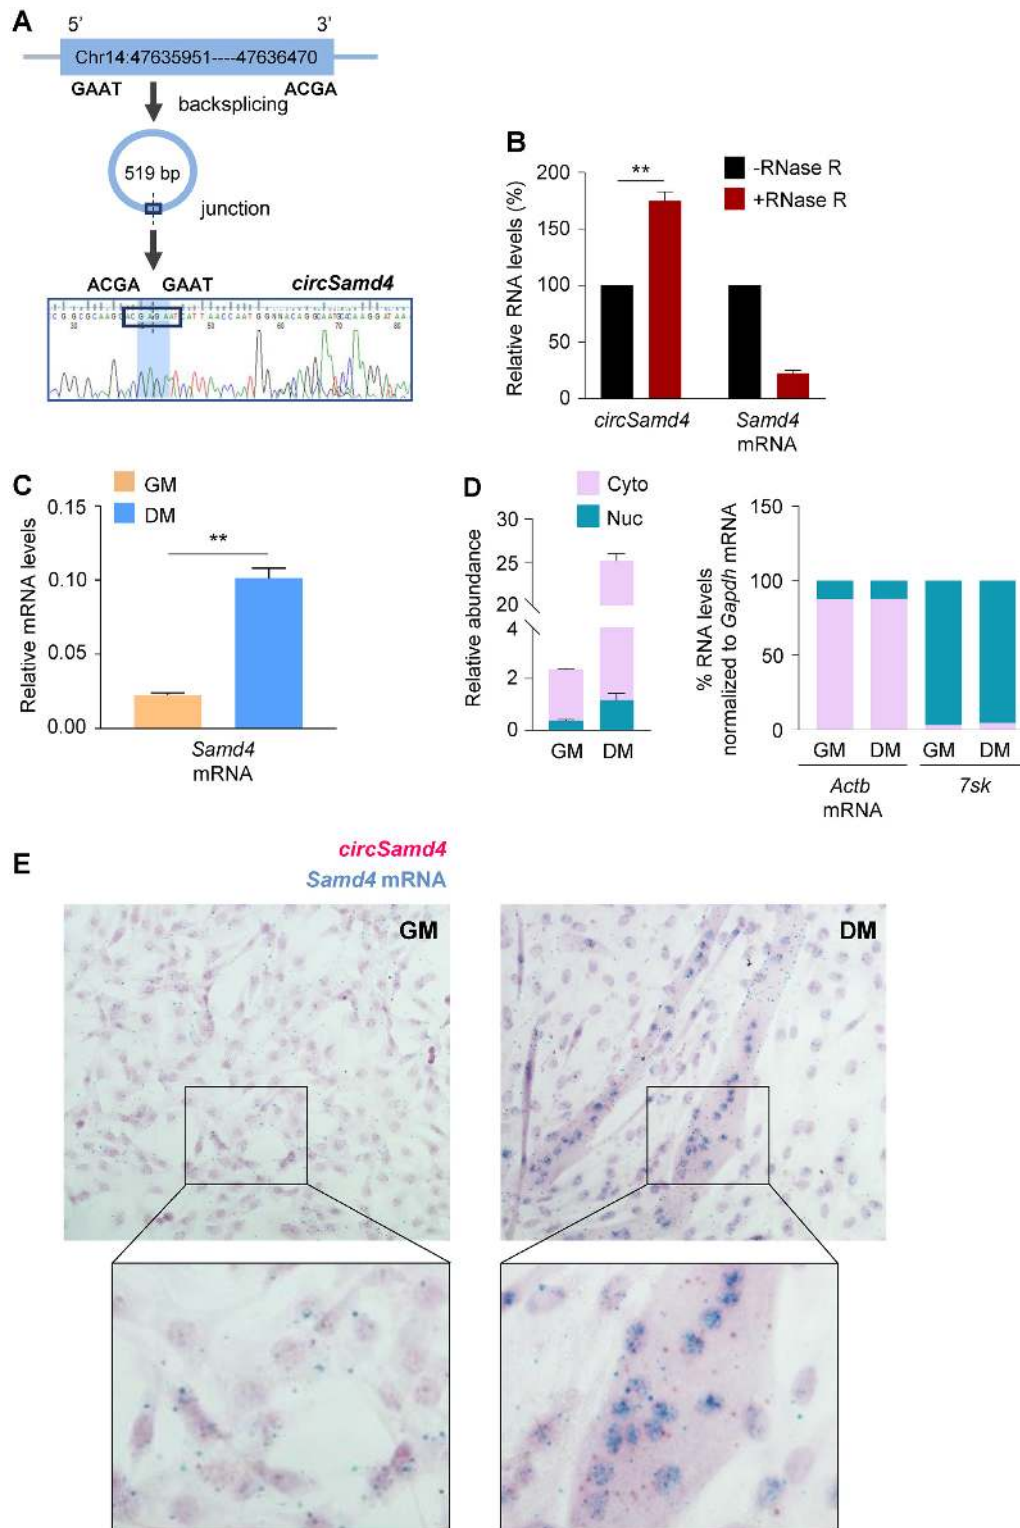 A
5’ 3’
Chr14:47635951----47636470
GAAT ACGA
backsplicing
519 bp
junction
ACGA GAAT circSamd4
50
B
-RNase R
+RNase R
Relative RNA levels (%)
200
150
100
50
0
**
circSamd4
Samd4
mRNA
C
GM
DM
Relative mRNA levels
0.15
0.10
0.05
0.00
**
Samd4
mRNA
D
Cyto
Nuc
Relative abundance
30
25
20
4
2
0
GM DM
% RNA levels
normalized to Gapdh mRNA
150
100
50
0
GM DM GM DM
Actb
mRNA
7sk
E
circSamd4
Samd4 mRNA
GM
DM